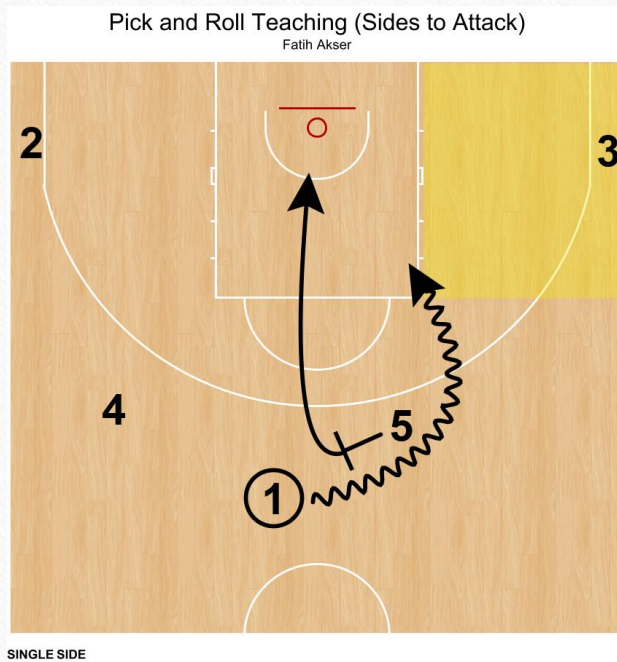 Pick and Roll Teaching (Sides to Attack)
Fatih Akser
2
3
4
5
1
SINGLE SIDE